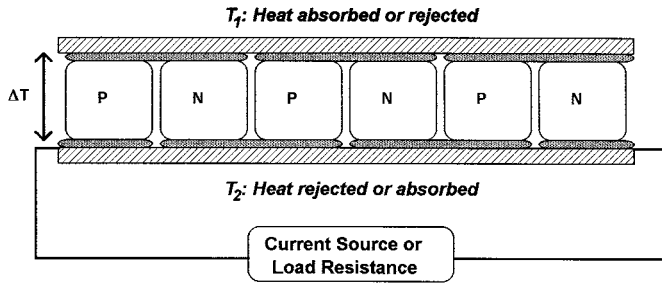 T1: Heat absorbed or rejected
ΔT
P N P N P N
T2: Heat rejected or absorbed
Current Source or
Load Resistance